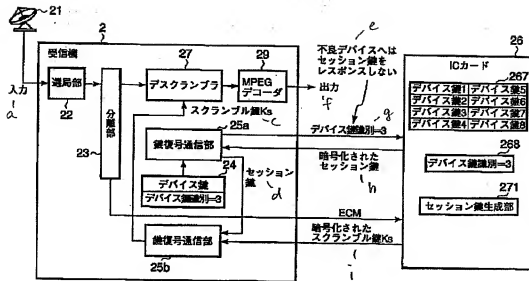 21
受信機
2
選局部
22
入力
a
分離部
23
27
デスクランブラ
29
MPEG
デコーダ
出力
f
スクランブル鍵Ks
c
25a
鍵復号通信部
24
デバイス鍵
デバイス鍵識別=3
セッション
鍵
d
鍵復号通信部
25b
e
不良デバイスへは
セッション鍵を
レスポンスしない
g
デバイス鍵識別=3
暗号化された
セッション鍵
h
ECM
暗号化された
スクランブル鍵Ks
i
26
ICカード
267
デバイス鍵1 デバイス鍵5
デバイス鍵2 デバイス鍵6
デバイス鍵3 デバイス鍵7
デバイス鍵4 デバイス鍵8
268
デバイス鍵識別=3
271
セッション鍵生成部